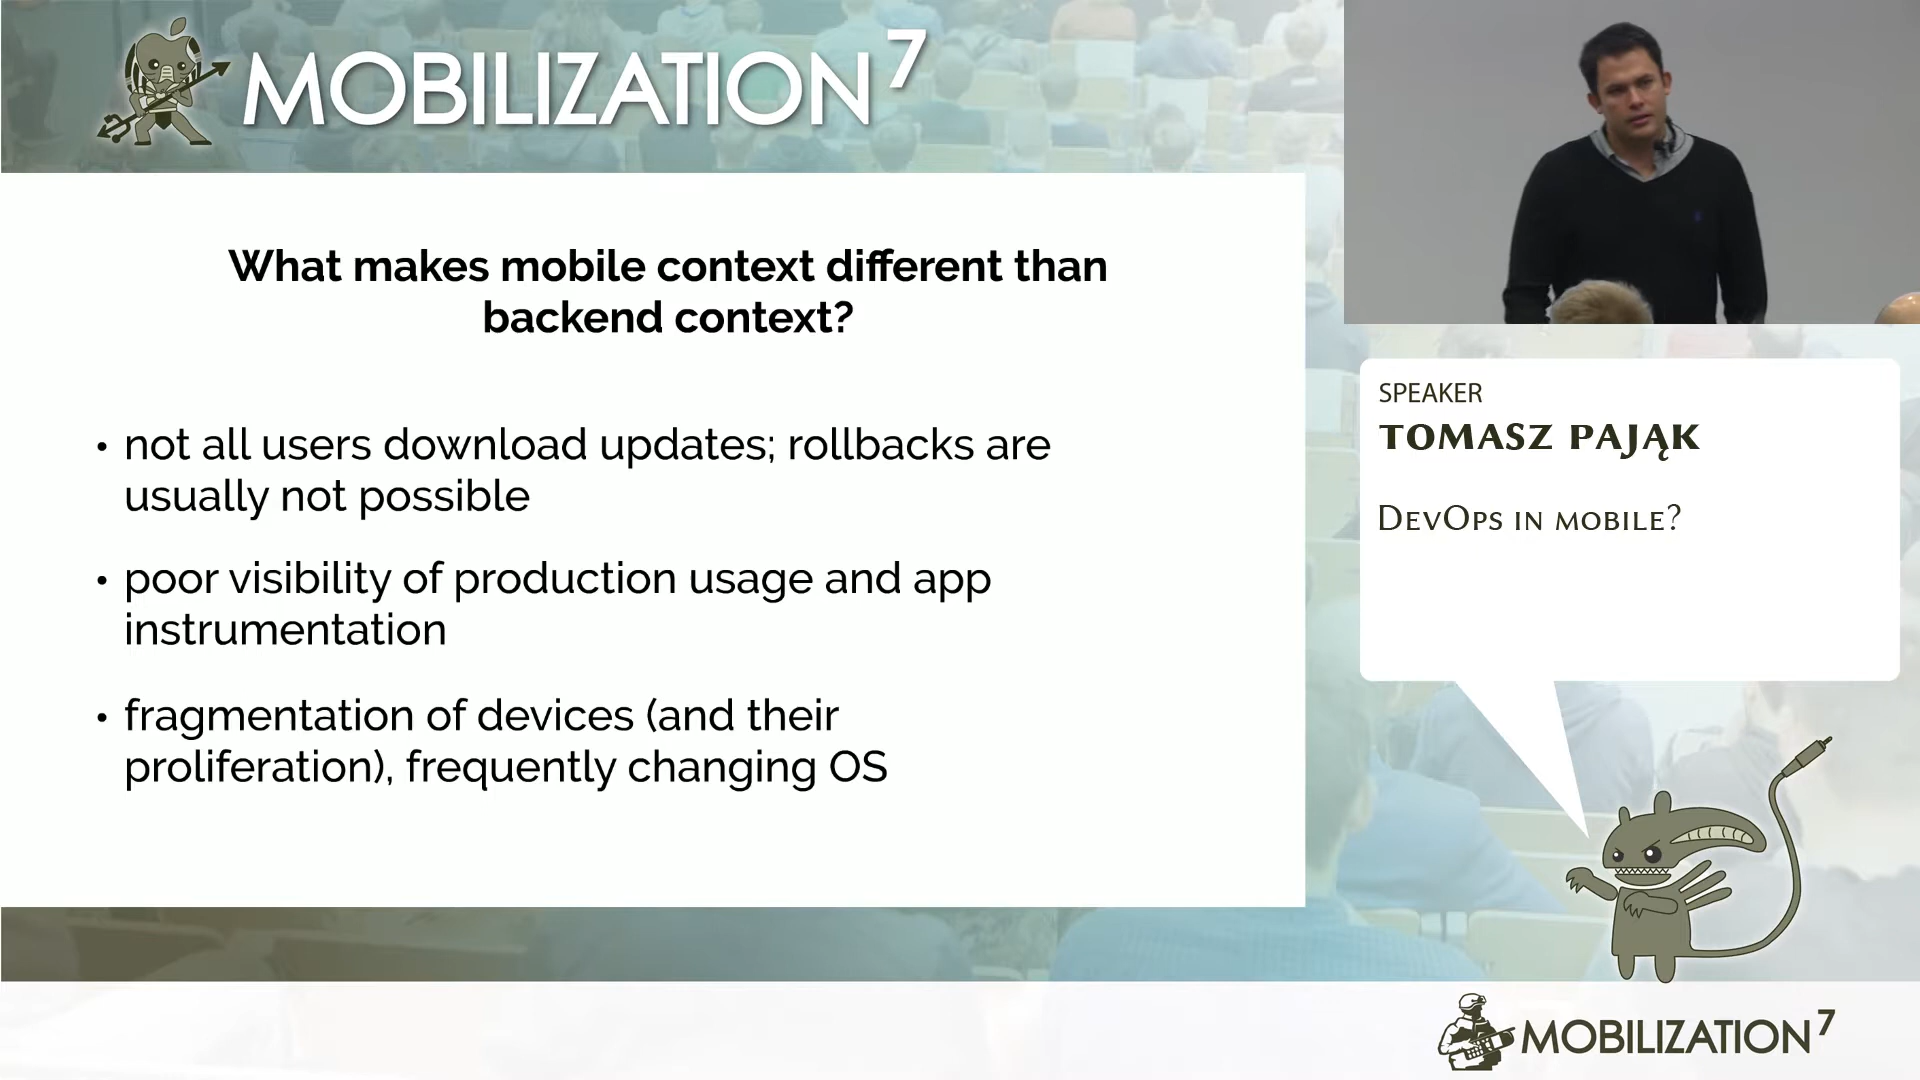 MOBILIZATION 7
What makes mobile context different than
backend context?
• not all users download updates; rollbacks are
usually not possible
• poor visibility of production usage and app
instrumentation
• fragmentation of devices (and their
proliferation), frequently changing OS
SPEAKER
TOMASZ PAJĄK
DEVOPS IN MOBILE?
MOBILIZATION 7